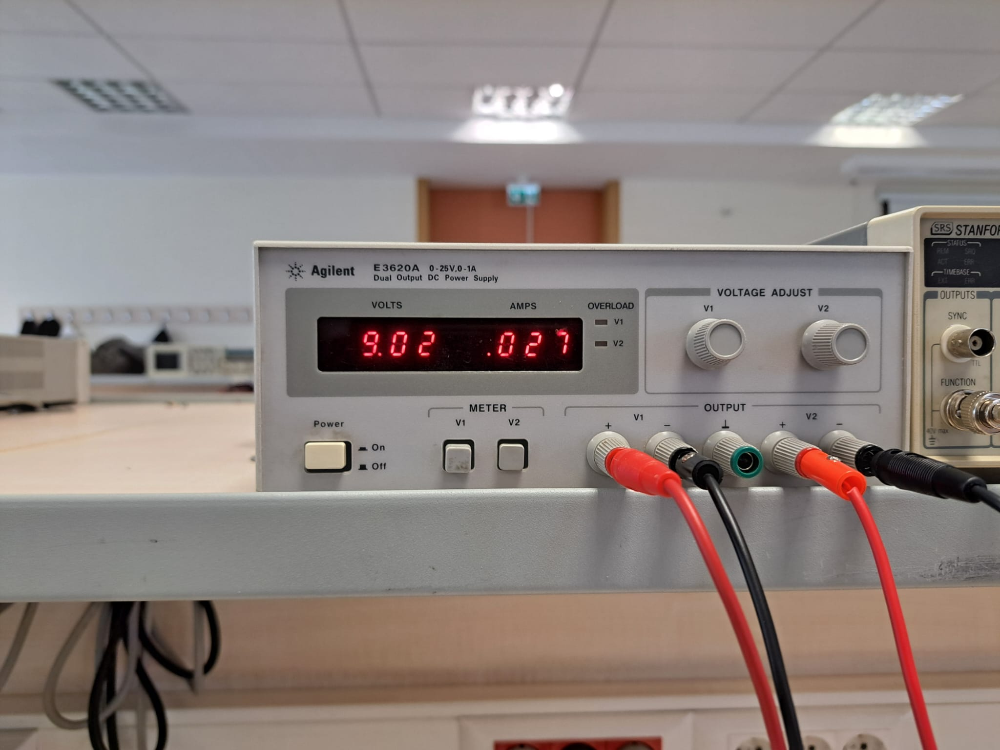 Agilent
E3620A 0-25V,0-1A
Dual Output DC Power Supply
VOLTS
AMPS
OVERLOAD
V1
V2
9.02
.027
VOLTAGE ADJUST
V1
V2
Power
On
Off
METER
V1
V2
OUTPUT
V1
+
-
⊥
V2
+
-
SRS STANFOR
STATUS
REM SRQ
ACT ERR
TIMEBASE
EXT ERR
OUTPUTS
SYNC
TTL
FUNCTION
40V max